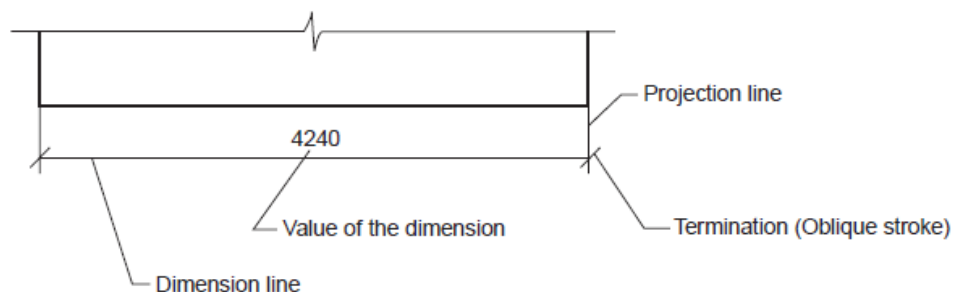 Projection line
4240
Value of the dimension
Termination (Oblique stroke)
Dimension line